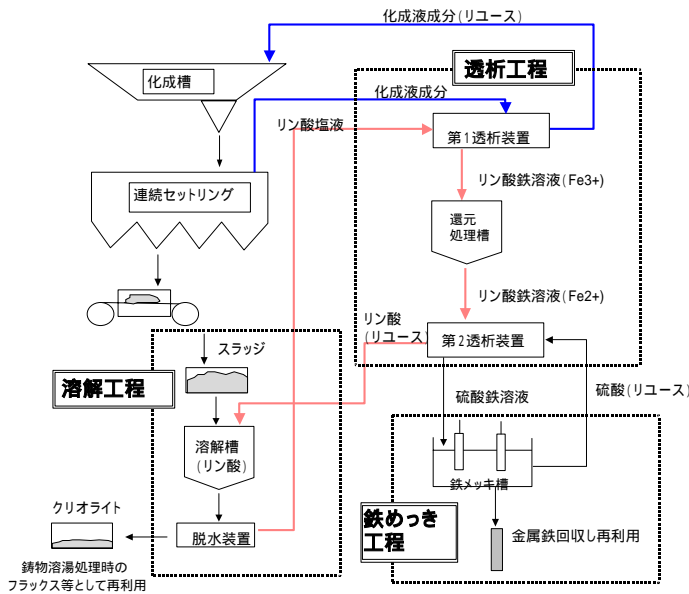 化成液成分(リユース)
透析工程
化成槽
化成液成分
リン酸塩液
第1透析装置
連続セットリング
リン酸鉄溶液(Fe3+)
還元
処理槽
リン酸鉄溶液(Fe2+)
リン酸
(リユース)
第2透析装置
スラッジ
溶解工程
硫酸鉄溶液
硫酸(リユース)
溶解槽
(リン酸)
鉄メッキ槽
クリオライト
脱水装置
鉄めっき
工程
金属鉄回収し再利用
鋳物溶湯処理時の
フラックス等として再利用